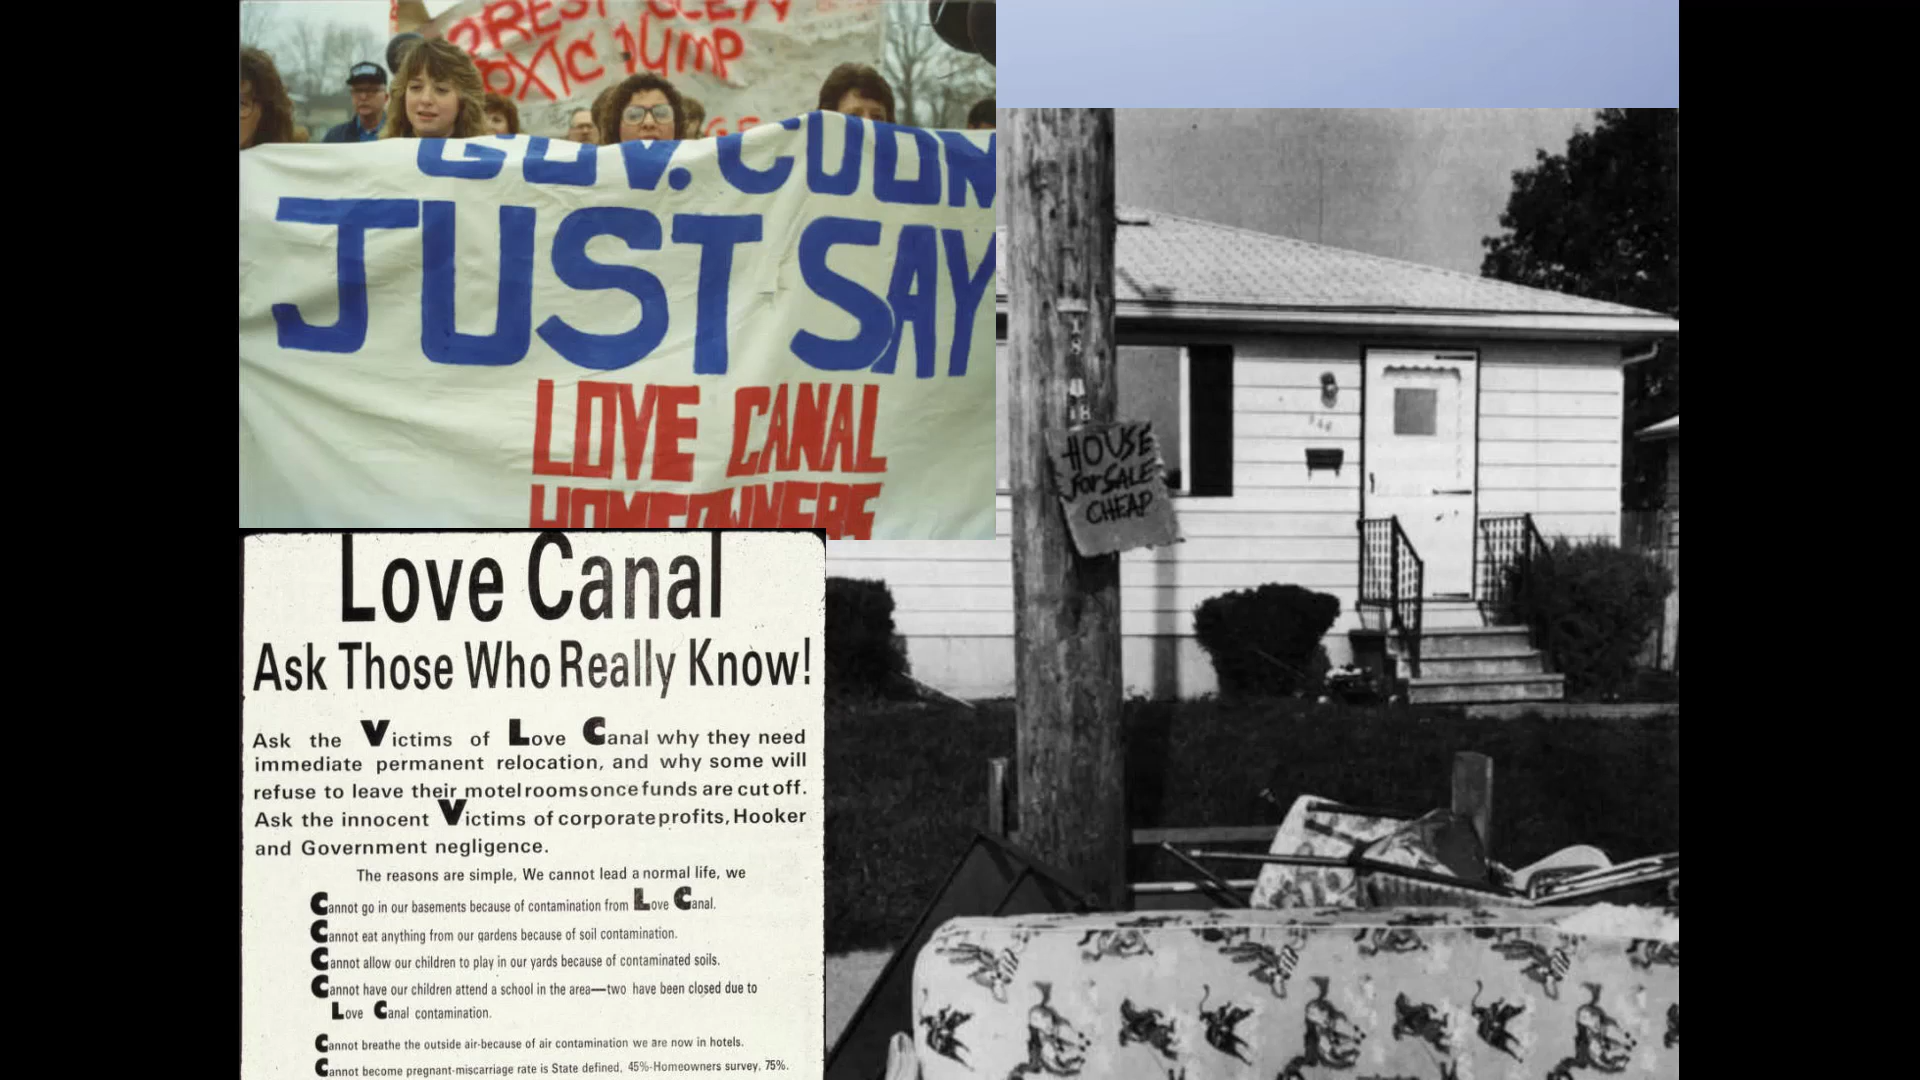 TOXIC DUMP
GOV. CUOM
JUST SAY
LOVE CANAL
HOMEOWNERS
HOUSE
for SALE
CHEAP
Love Canal
Ask Those Who Really Know!
Ask the Victims of Love Canal why they need
immediate permanent relocation, and why some will
refuse to leave their motel rooms once funds are cut off.
Ask the innocent Victims of corporate profits, Hooker
and Government negligence.
The reasons are simple, We cannot lead a normal life, we
Cannot go in our basements because of contamination from Love Canal.
Cannot eat anything from our gardens because of soil contamination.
Cannot allow our children to play in our yards because of contaminated soils.
Cannot have our children attend a school in the area—two have been closed due to
Love Canal contamination.
Cannot breathe the outside air-because of air contamination we are now in hotels.
Cannot become pregnant-miscarriage rate is State defined, 45%-Homeowners survey, 75%.